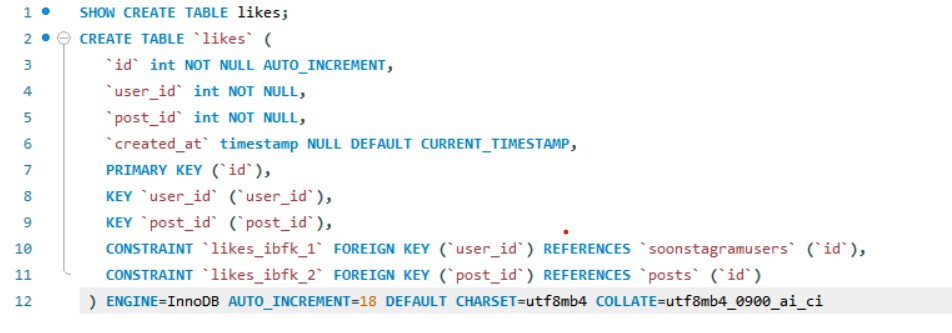 1 SHOW CREATE TABLE likes;
2 CREATE TABLE `likes` (
3 `id` int NOT NULL AUTO_INCREMENT,
4 `user_id` int NOT NULL,
5 `post_id` int NOT NULL,
6 `created_at` timestamp NULL DEFAULT CURRENT_TIMESTAMP,
7 PRIMARY KEY (`id`),
8 KEY `user_id` (`user_id`),
9 KEY `post_id` (`post_id`),
10 CONSTRAINT `likes_ibfk_1` FOREIGN KEY (`user_id`) REFERENCES `soonstagramusers` (`id`),
11 CONSTRAINT `likes_ibfk_2` FOREIGN KEY (`post_id`) REFERENCES `posts` (`id`)
12 ) ENGINE=InnoDB AUTO_INCREMENT=18 DEFAULT CHARSET=utf8mb4 COLLATE=utf8mb4_0900_ai_ci